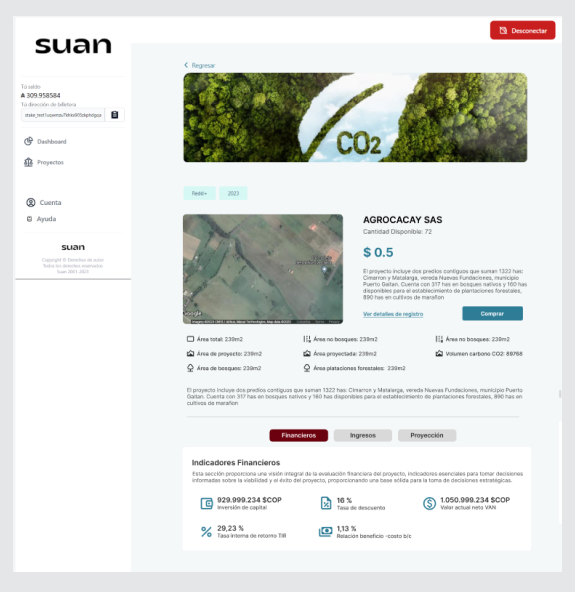 Desconectar
suan
Tu saldo
₳ 309.958584
Tu dirección de billetera
Dashboard
Proyectos
Cuenta
Ayuda
suan
Copyright © Derechos de autor
Todos los derechos reservados
Suan 2001-2023
Regresar
CO2
Redd+
2023
AGROCACAY SAS
Cantidad Disponible: 72
$ 0.5
El proyecto incluye dos predios contiguos que suman 1322 has:
Cimarron y Matalarga, vereda Nuevas Fundaciones, municipio
Puerto Gaitan. Cuenta con 317 has en bosques nativos y 160 has
disponibles para el establecimiento de plantaciones forestales,
890 has en cultivos de marañon
Google
Ver detalles de registro
Comprar
Área total: 239m2
Área no bosques: 239m2
Área no bosques: 239m2
Área de proyecto: 239m2
Área proyectada: 239m2
Volumen carbono CO2: 89768
Área de bosques: 239m2
Área plataciones forestales: 239m2
El proyecto incluye dos predios contiguos que suman 1322 has: Cimarron y Matalarga, vereda Nuevas Fundaciones, municipio Puerto
Gaitan. Cuenta con 317 has en bosques nativos y 160 has disponibles para el establecimiento de plantaciones forestales, 890 has en
cultivos de marañon
Financieros
Ingresos
Proyección
Indicadores Financieros
Esta sección proporciona una visión integral de la evaluación financiera del proyecto, indicadores esenciales para tomar decisiones
informadas sobre la viabilidad y el éxito del proyecto, proporcionando una base sólida para la toma de decisiones estratégicas.
929.999.234 $COP
Inversión de capital
16 %
Tasa de descuento
1.050.999.234 $COP
Valor actual neto VAN
29,23 %
Tasa interna de retorno TIR
1,13 %
Relación beneficio -costo b/c